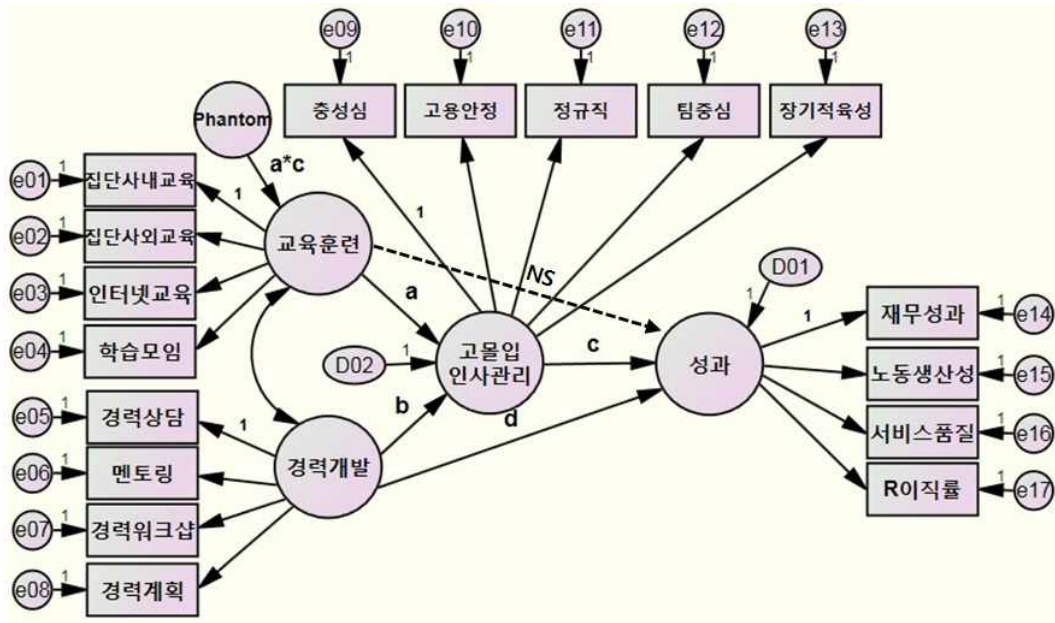 e09
e10
e11
e12
e13
1
1
1
1
1
충성심
고용안정
정규직
팀중심
장기적육성
Phantom
a*c
e01
1
집단사내교육
1
e02
1
집단사외교육
교육훈련
e03
1
인터넷교육
e04
1
학습모임
1
NS
a
D01
1
D02
1
고몰입
인사관리
c
성과
1
재무성과
1
e14
노동생산성
1
e15
서비스품질
1
e16
R이직률
1
e17
b
d
e05
1
경력상담
1
경력개발
e06
1
멘토링
e07
1
경력워크샵
e08
1
경력계획